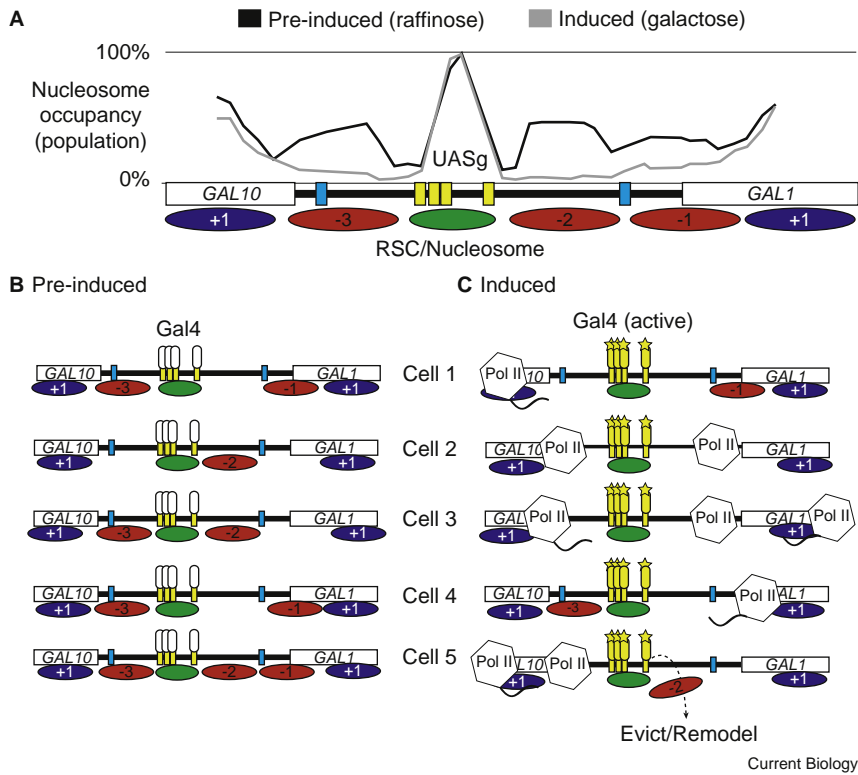 A
Pre-induced (raffinose)
Induced (galactose)
100%
Nucleosome
occupancy
(population)
0%
UASg
GAL10
GAL1
+1
-3
-2
-1
+1
RSC/Nucleosome
B Pre-induced
C Induced
Gal4
Gal4 (active)
GAL10
GAL1
+1
-3
-1
+1
Cell 1
Pol II
10
GAL1
-1
+1
GAL10
GAL1
+1
-2
+1
Cell 2
GAL10
Pol II
Pol II
GAL1
+1
+1
GAL10
GAL1
+1
-3
-2
+1
Cell 3
GAL
Pol II
Pol II
GAL1
Pol II
+1
+1
GAL10
GAL1
+1
-3
-1
+1
Cell 4
GAL10
Pol II
AL1
+1
-3
+1
GAL10
GAL1
+1
-3
-2
-1
+1
Cell 5
Pol II
L10
Pol II
GAL1
+1
-2
+1
Evict/Remodel
Current Biology